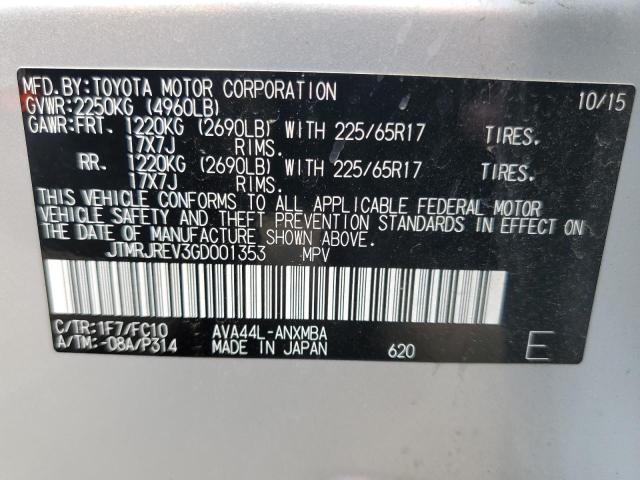 MFD.BY:TOYOTA MOTOR CORPORATION 10/15
GVWR:2250KG (4960LB)
GAWR:FRT. 1220KG (2690LB) WITH 225/65R17 TIRES.
17X7J RIMS.
RR. 1220KG (2690LB) WITH 225/65R17 TIRES.
17X7J RIMS.
THIS VEHICLE CONFORMS TO ALL APPLICABLE FEDERAL MOTOR
VEHICLE SAFETY AND THEFT PREVENTION STANDARDS IN EFFECT ON
THE DATE OF MANUFACTURE SHOWN ABOVE.
JTMRJREV3GD001353 MPV
C/TR:1F7/FC10 AVA44L-ANXMBA
A/TM:-08A/P314 MADE IN JAPAN 620 E